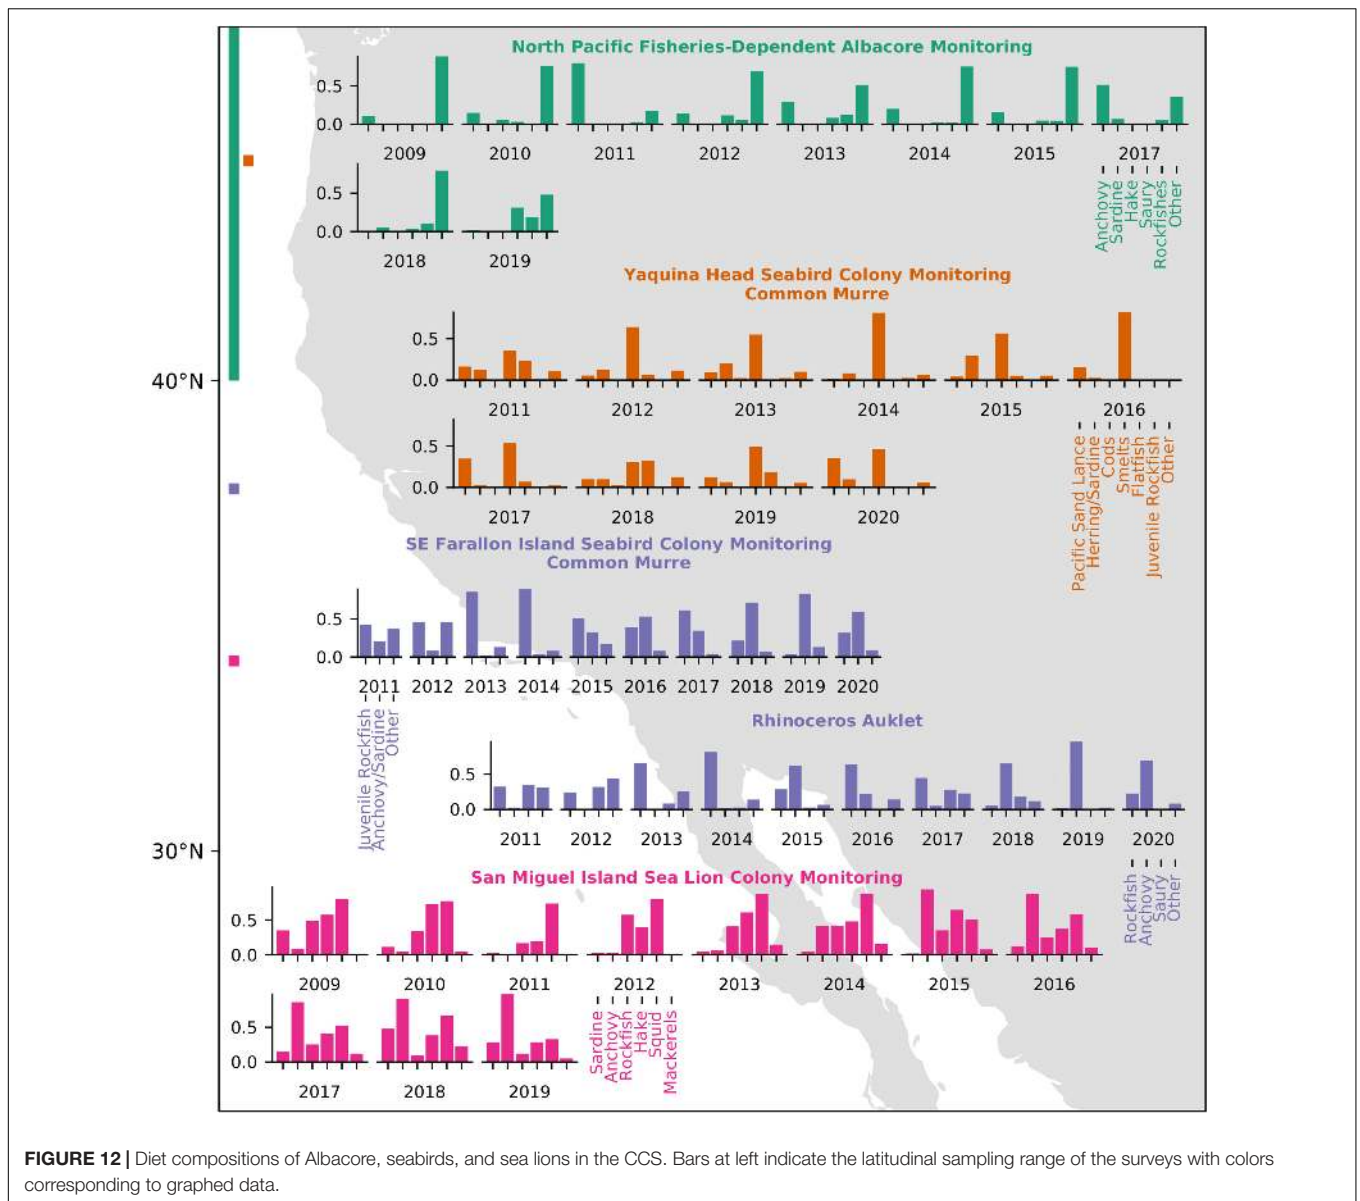 North Pacific Fisheries-Dependent Albacore Monitoring
0.5
0.0
2009 2010 2011 2012 2013 2014 2015 2017
Anchovy
Sardine
Hake
Saury
Rockfishes
Other
0.5
0.0
2018 2019
Yaquina Head Seabird Colony Monitoring
Common Murre
0.5
0.0
40°N
2011 2012 2013 2014 2015 2016
Pacific Sand Lance
Herring/Sardine
Cods
Smelts
Flatfish
Juvenile Rockfish
Other
0.5
0.0
2017 2018 2019 2020
SE Farallon Island Seabird Colony Monitoring
Common Murre
0.5
0.0
2011 2012 2013 2014 2015 2016 2017 2018 2019 2020
Juvenile Rockfish
Anchovy/Sardine
Other
Rhinoceros Auklet
0.5
0.0
2011 2012 2013 2014 2015 2016 2017 2018 2019 2020
Rockfish
Anchovy
Saury
Other
30°N
San Miguel Island Sea Lion Colony Monitoring
0.5
0.0
2009 2010 2011 2012 2013 2014 2015 2016
Sardine
Anchovy
Rockfish
Hake
Squid
Mackerels
0.5
0.0
2017 2018 2019
FIGURE 12 | Diet compositions of Albacore, seabirds, and sea lions in the CCS. Bars at left indicate the latitudinal sampling range of the surveys with colors
corresponding to graphed data.